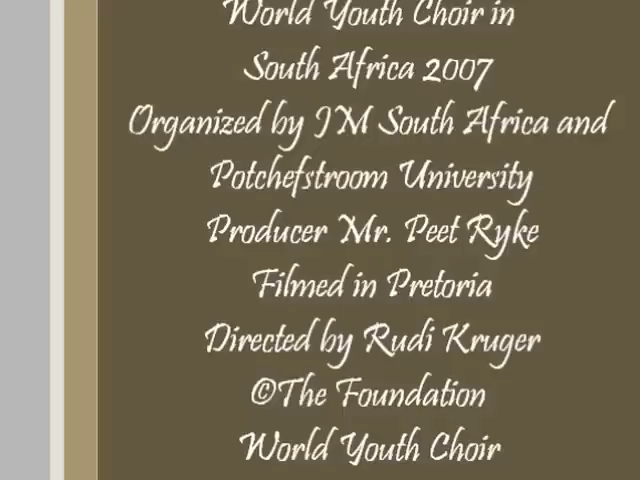 World Youth Choir in
South Africa 2007
Organized by JM South Africa and
Potchefstroom University
Producer Mr. Peet Ryke
Filmed in Pretoria
Directed by Rudi Kruger
©The Foundation
World Youth Choir